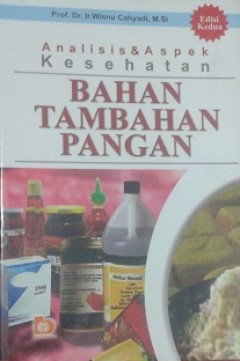 Prof. Dr. Ir. Wisnu Cahyadi, M.Si
Edisi
Kedua
Analisis & Aspek
Kesehatan
BAHAN
TAMBAHAN
PANGAN